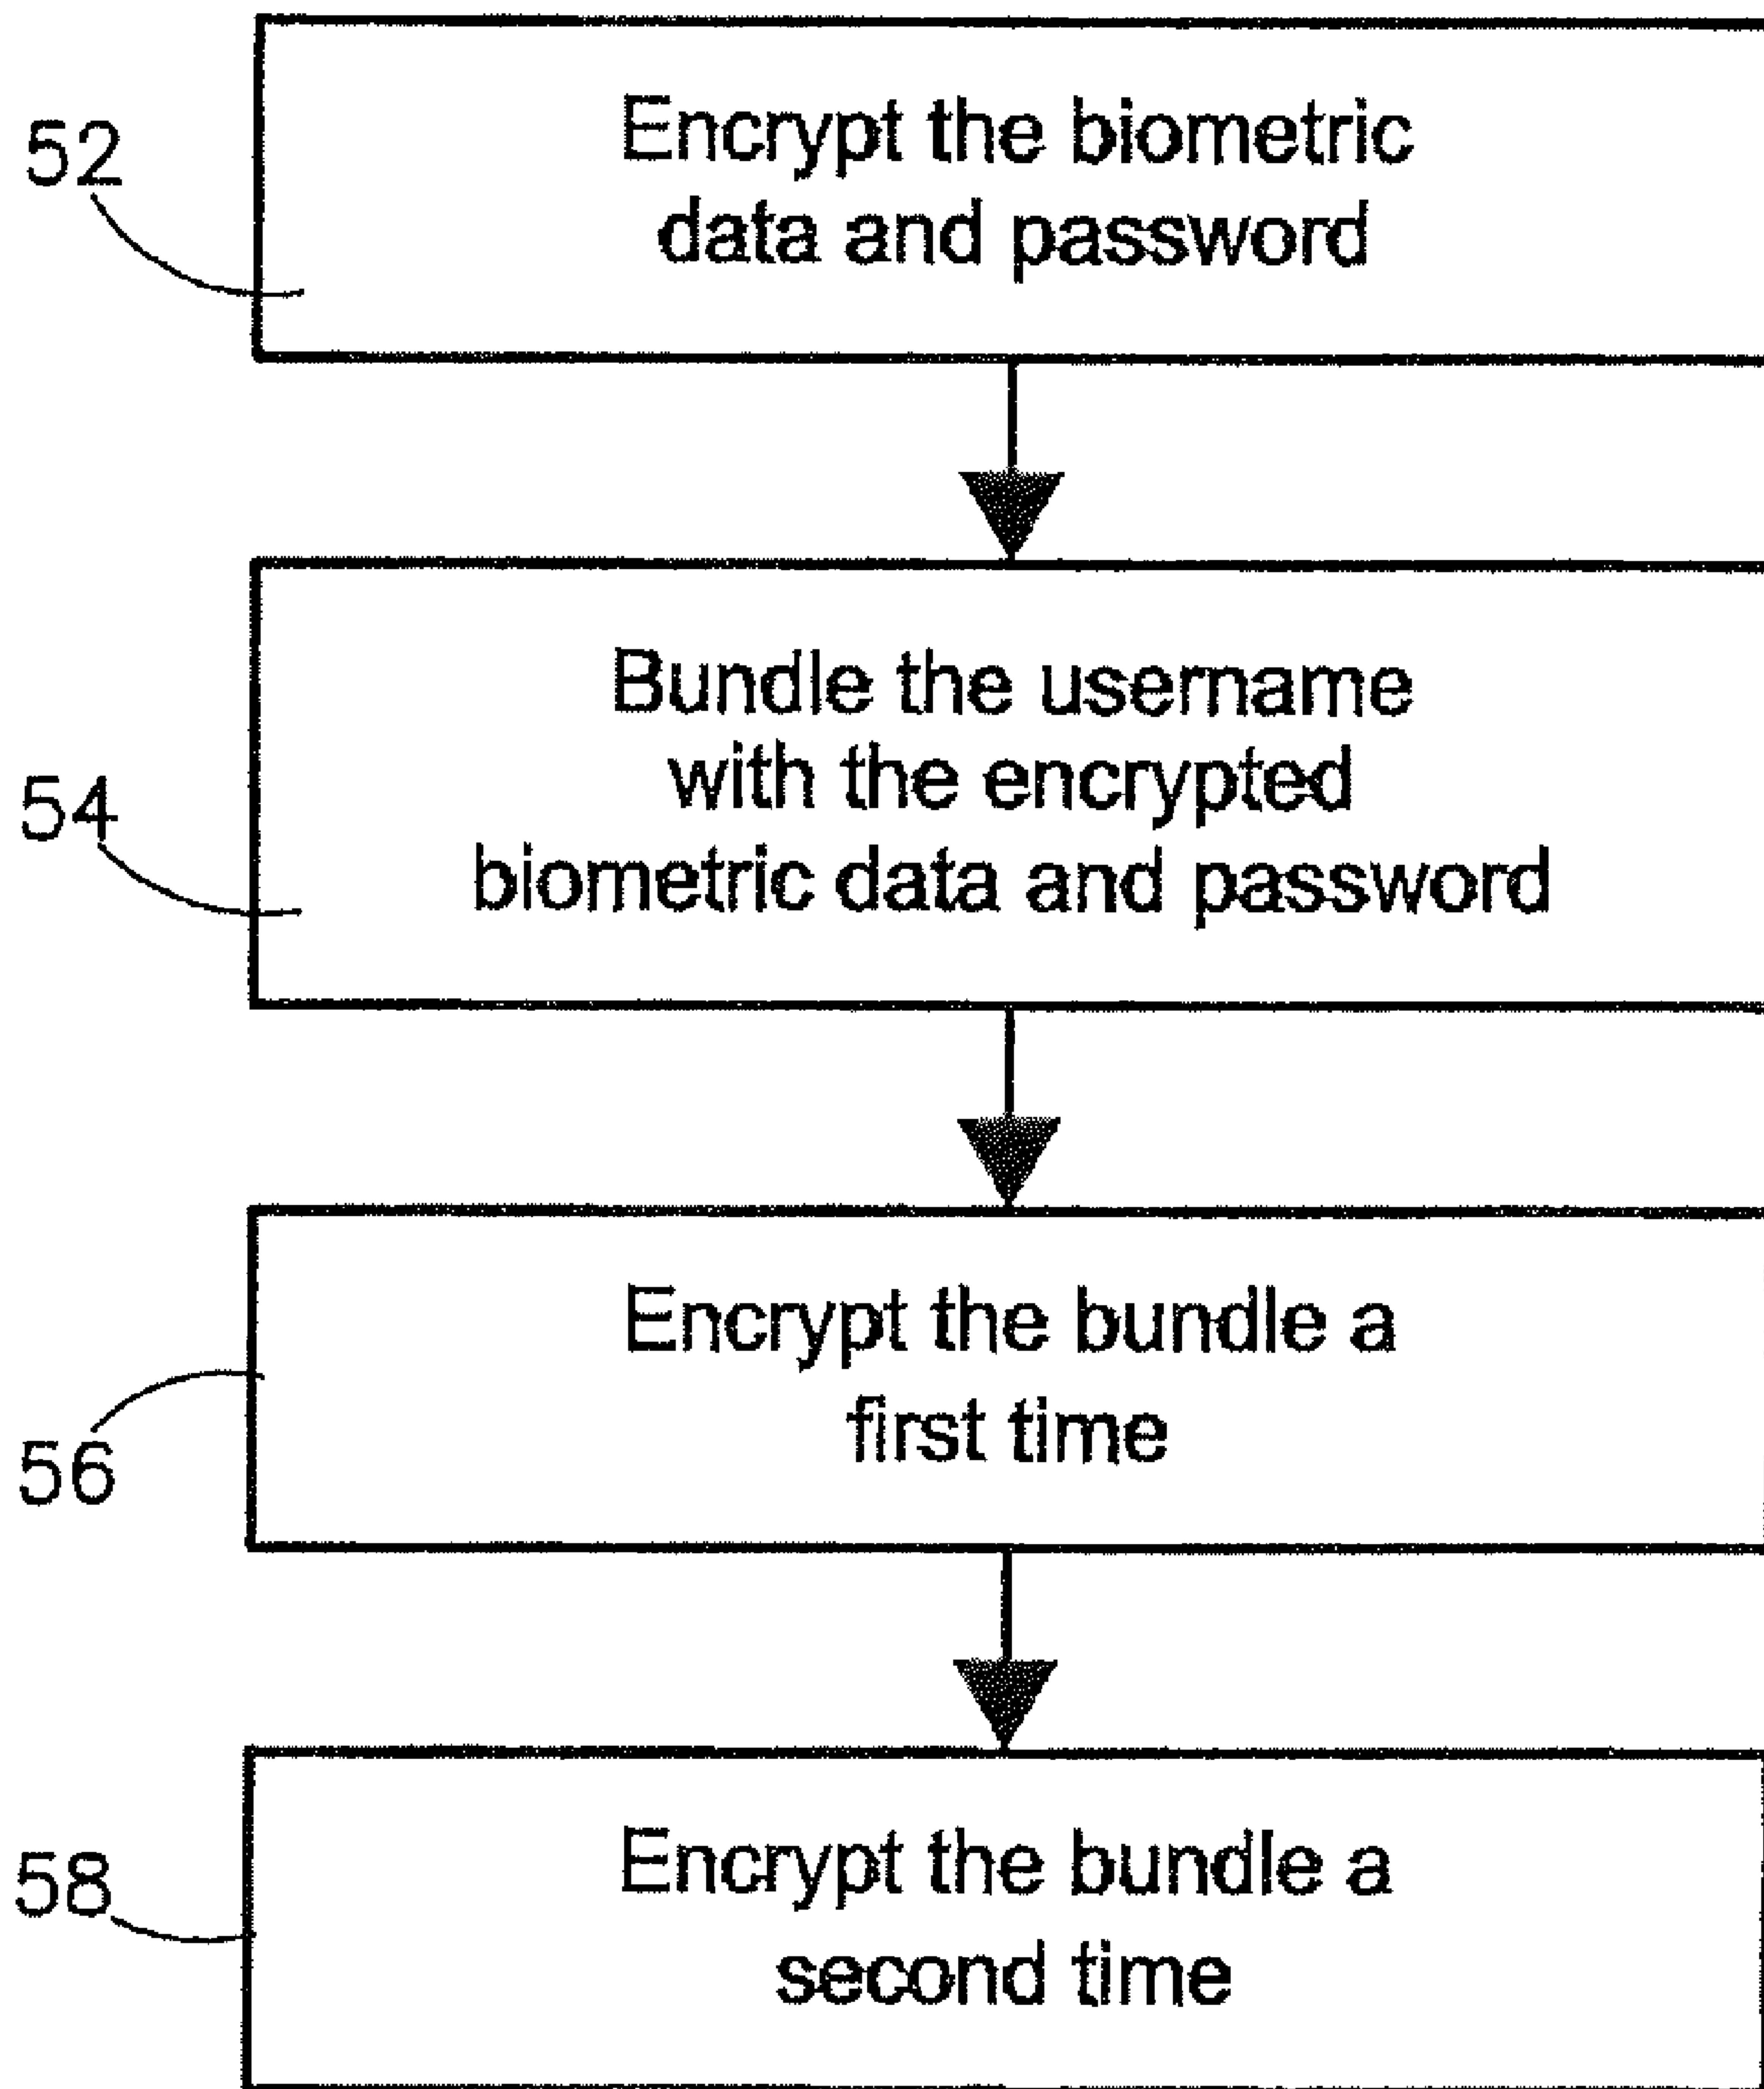 52
Encrypt the biometric
data and password
54
Bundle the username
with the encrypted
biometric data and password
56
Encrypt the bundle a
first time
58
Encrypt the bundle a
second time